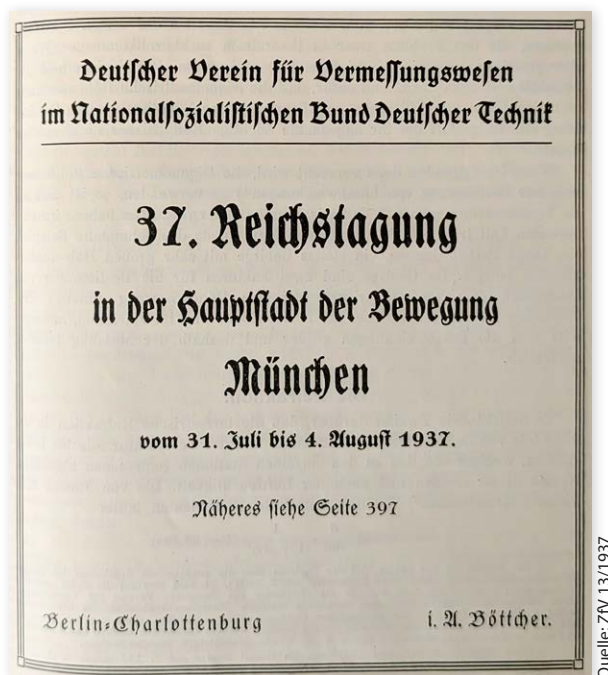 Deutscher Verein für Vermessungswesen
im Nationalsozialistischen Bund Deutscher Technik
37. Reichstagung
in der Hauptstadt der Bewegung
München
vom 31. Juli bis 4. August 1937.
Näheres siehe Seite 397
Berlin-Charlottenburg
i. A. Böttcher.
Quelle: ZfV 13/1937